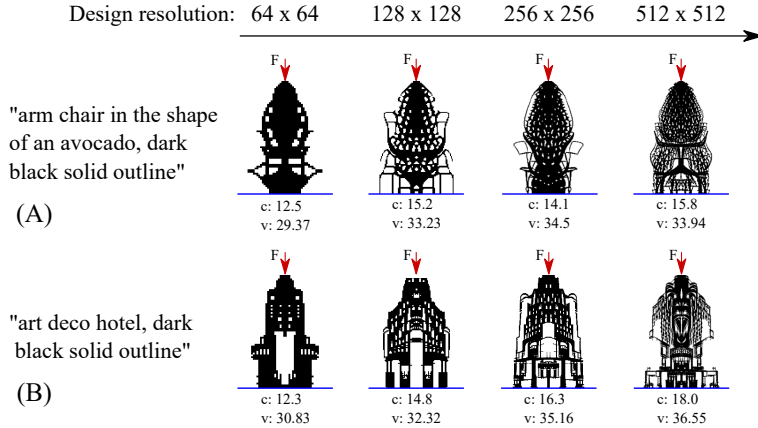 Design resolution: 64 x 64 128 x 128 256 x 256 512 x 512
F F F F
"arm chair in the shape
of an avocado, dark
black solid outline"
(A)
c: 12.5 c: 15.2 c: 14.1 c: 15.8
v: 29.37 v: 33.23 v: 34.5 v: 33.94
F F F F
"art deco hotel, dark
black solid outline"
(B)
c: 12.3 c: 14.8 c: 16.3 c: 18.0
v: 30.83 v: 32.32 v: 35.16 v: 36.55